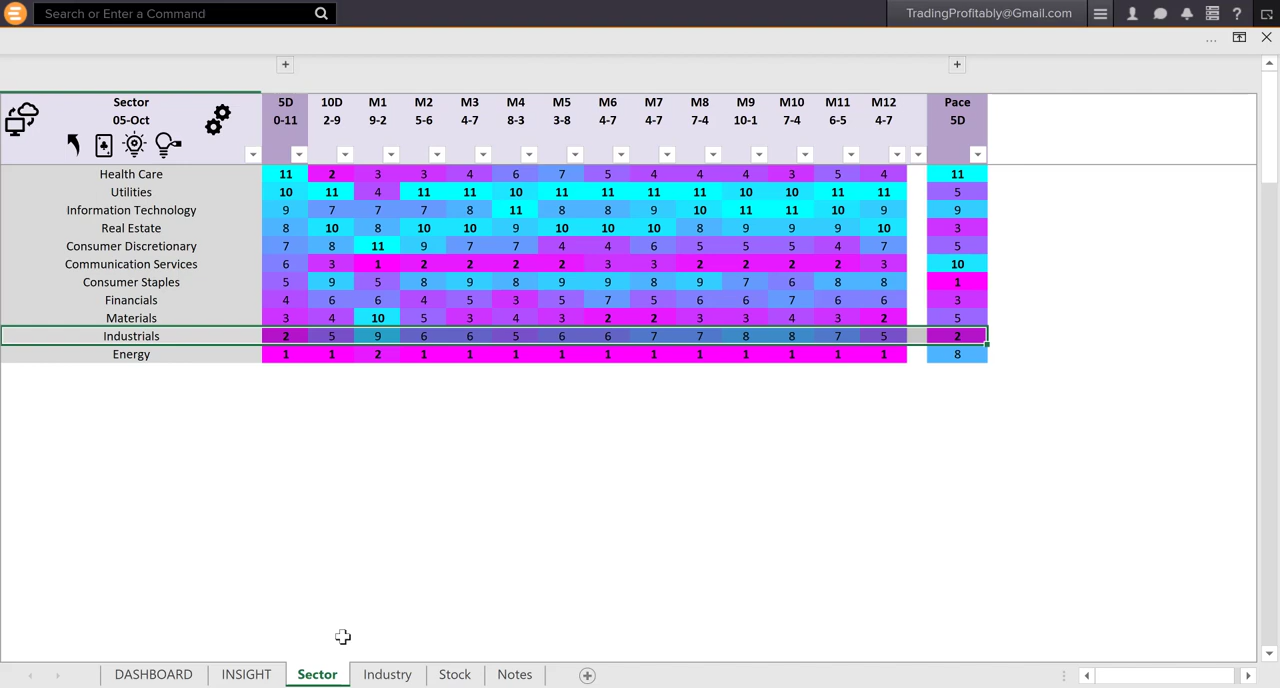 Search or Enter a Command TradingProfitably@Gmail.com ?
...
+ +
Sector 5D 10D M1 M2 M3 M4 M5 M6 M7 M8 M9 M10 M11 M12 Pace
05-Oct 0-11 2-9 9-2 5-6 4-7 8-3 3-8 4-7 4-7 7-4 10-1 7-4 6-5 4-7 5D
Health Care 11 2 3 3 4 6 7 5 4 4 4 3 5 4 11
Utilities 10 11 4 11 11 10 11 11 11 11 10 10 11 11 5
Information Technology 9 7 7 7 8 11 8 8 9 10 11 11 10 9 9
Real Estate 8 10 8 10 10 9 10 10 10 8 9 9 9 10 3
Consumer Discretionary 7 8 11 9 7 7 4 4 6 5 5 5 4 7 5
Communication Services 6 3 1 2 2 2 2 3 3 2 2 2 2 3 10
Consumer Staples 5 9 5 8 9 8 9 9 8 9 7 6 8 8 1
Financials 4 6 6 4 5 3 5 7 5 6 6 7 6 6 3
Materials 3 4 10 5 3 4 3 2 2 3 3 4 3 2 5
Industrials 2 5 9 6 6 5 6 6 7 7 8 8 7 5 2
Energy 1 1 2 1 1 1 1 1 1 1 1 1 1 1 8
DASHBOARD INSIGHT Sector Industry Stock Notes +